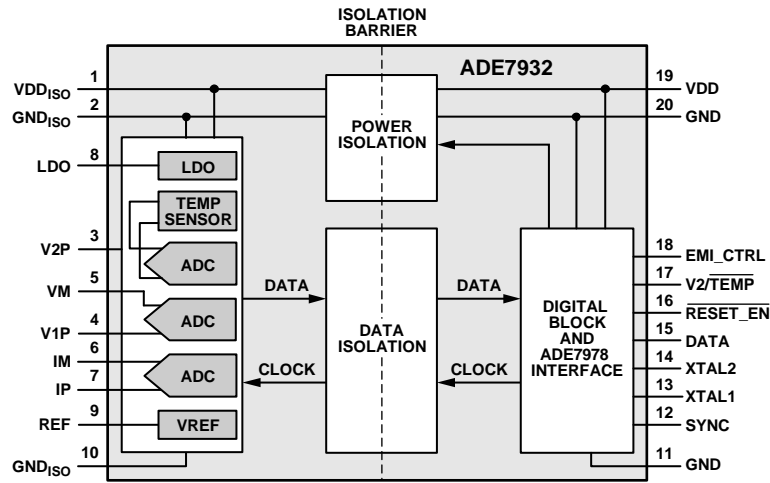 ISOLATION
BARRIER
ADE7932
1
VDDISO
2
GNDISO
8
LDO
3
V2P
5
VM
4
V1P
6
IM
7
IP
9
REF
10
GNDISO
LDO
TEMP
SENSOR
ADC
ADC
ADC
VREF
POWER
ISOLATION
DATA
CLOCK
DATA
ISOLATION
DATA
CLOCK
DIGITAL
BLOCK
AND
ADE7978
INTERFACE
19
VDD
20
GND
18
EMI_CTRL
17
V2/TEMP
16
RESET_EN
15
DATA
14
XTAL2
13
XTAL1
12
SYNC
11
GND